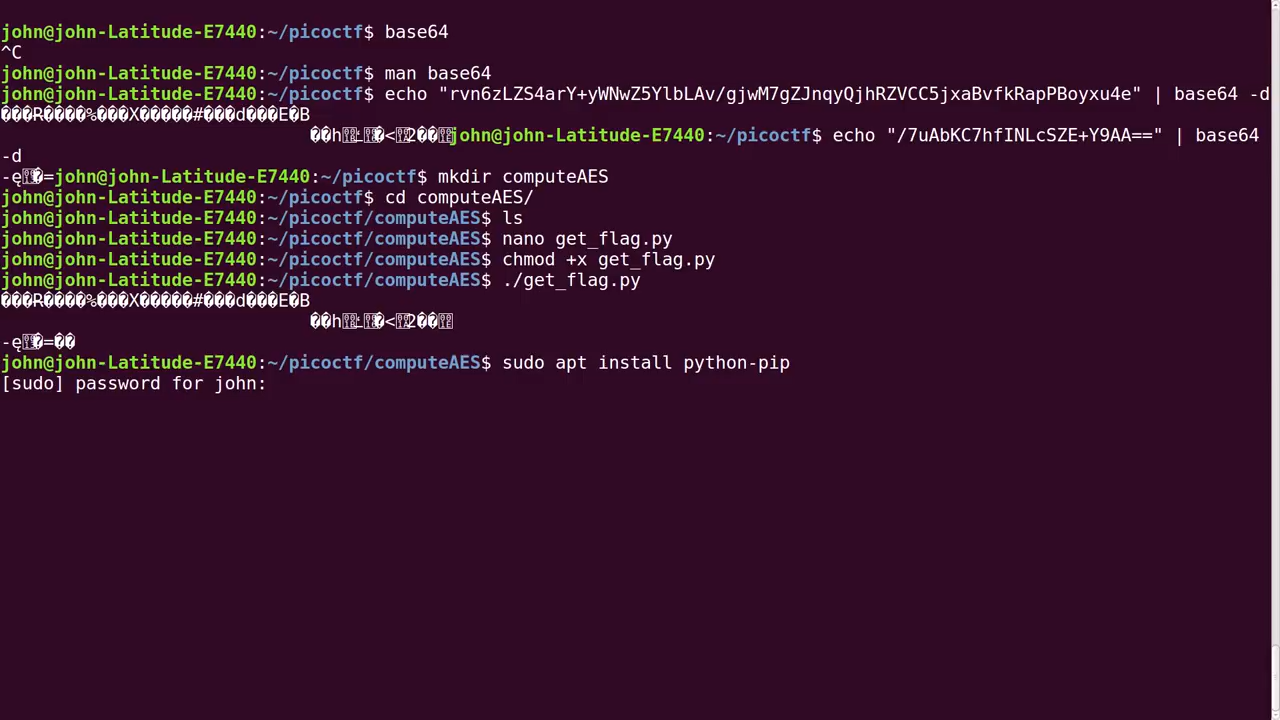 john@john-Latitude-E7440:~/picoctf$ base64
^C
john@john-Latitude-E7440:~/picoctf$ man base64
john@john-Latitude-E7440:~/picoctf$ echo "rvn6zLZS4arY+yWNwZ5YlbLAv/gjwM7gZJnqyQjhRZVCC5jxaBvfkRapPBoyxu4e" | base64 -d
���Ҏ����%���X�����#���d���E�B
��h�<2��john@john-Latitude-E7440:~/picoctf$ echo "/7uAbKC7hfINLcSZE+Y9AA==" | base64
-d
-ę�=john@john-Latitude-E7440:~/picoctf$ mkdir computeAES
john@john-Latitude-E7440:~/picoctf$ cd computeAES/
john@john-Latitude-E7440:~/picoctf/computeAES$ ls
john@john-Latitude-E7440:~/picoctf/computeAES$ nano get_flag.py
john@john-Latitude-E7440:~/picoctf/computeAES$ chmod +x get_flag.py
john@john-Latitude-E7440:~/picoctf/computeAES$ ./get_flag.py
���Ҏ����%���X�����#���d���E�B
��h�<2��
-ę�=��
john@john-Latitude-E7440:~/picoctf/computeAES$ sudo apt install python-pip
[sudo] password for john: